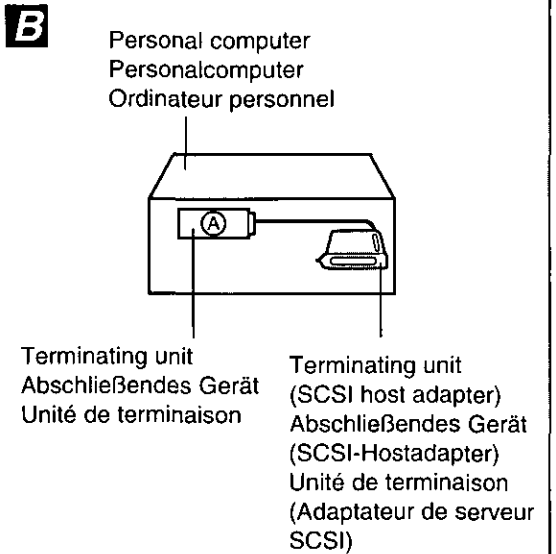 B
Personal computer
Personalcomputer
Ordinateur personnel
A
Terminating unit
Abschließendes Gerät
Unité de terminaison
Terminating unit
(SCSI host adapter)
Abschließendes Gerät
(SCSI-Hostadapter)
Unité de terminaison
(Adaptateur de serveur
SCSI)